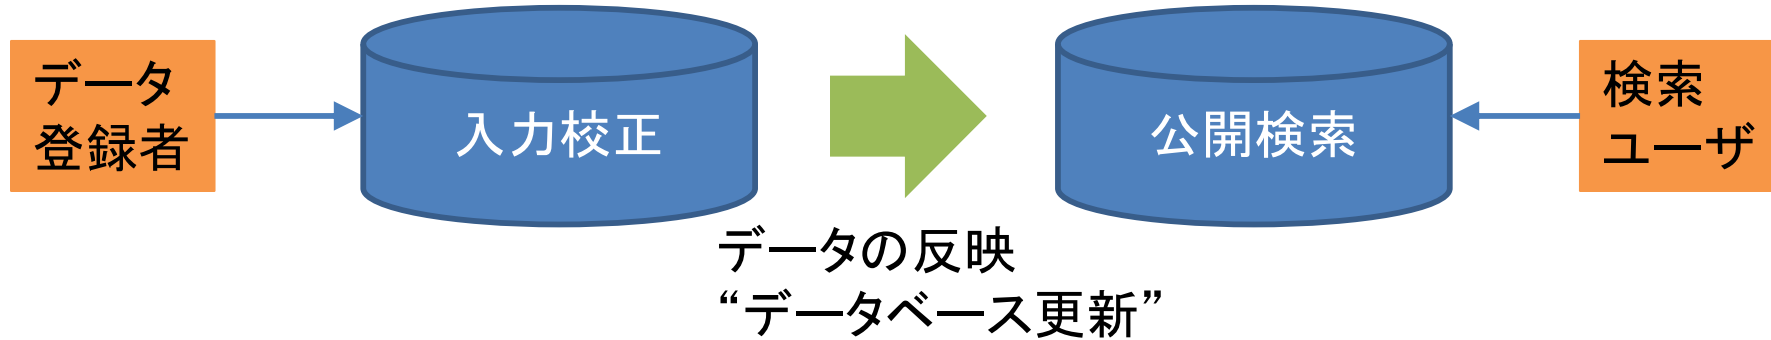 データ
登録者
入力校正
公開検索
検索
ユーザ
データの反映
“データベース更新”